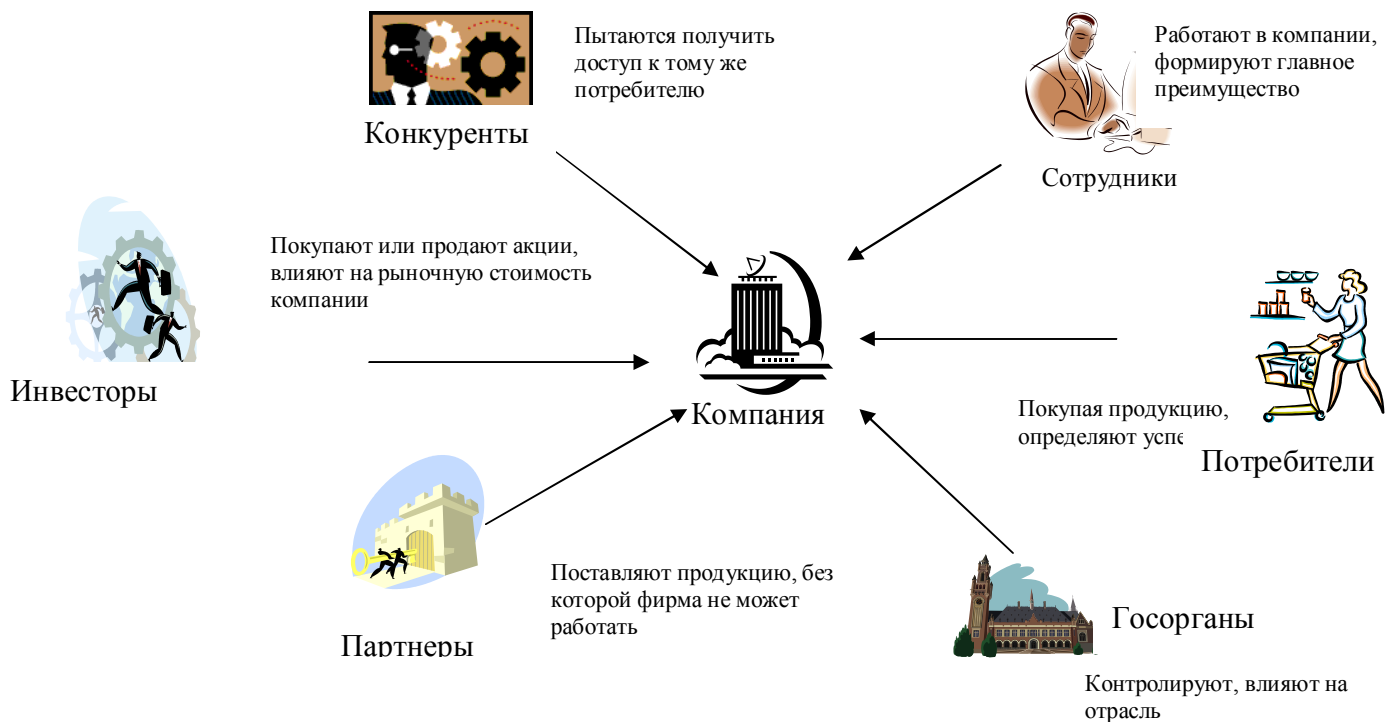 Пытаются получить
доступ к тому же
потребителю
Конкуренты
Работают в компании,
формируют главное
преимущество
Сотрудники
Покупают или продают акции,
влияют на рыночную стоимость
компании
Инвесторы
Компания
Покупая продукцию,
определяют успе
Потребители
Партнеры
Поставляют продукцию, без
которой фирма не может
работать
Госорганы
Контролируют, влияют на
отрасль